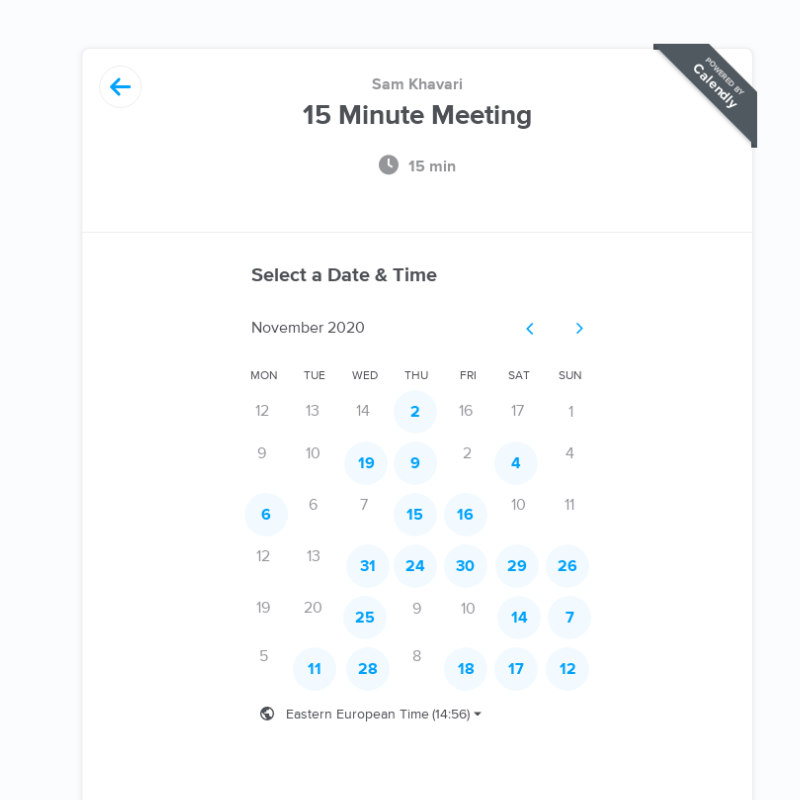 POWERED BY
Calendly
Sam Khavari
15 Minute Meeting
15 min
Select a Date & Time
November 2020
MON TUE WED THU FRI SAT SUN
12 13 14 2 16 17 1
9 10 19 9 2 4 4
6 6 7 15 16 10 11
12 13 31 24 30 29 26
19 20 25 9 10 14 7
5 11 28 8 18 17 12
Eastern European Time (14:56)